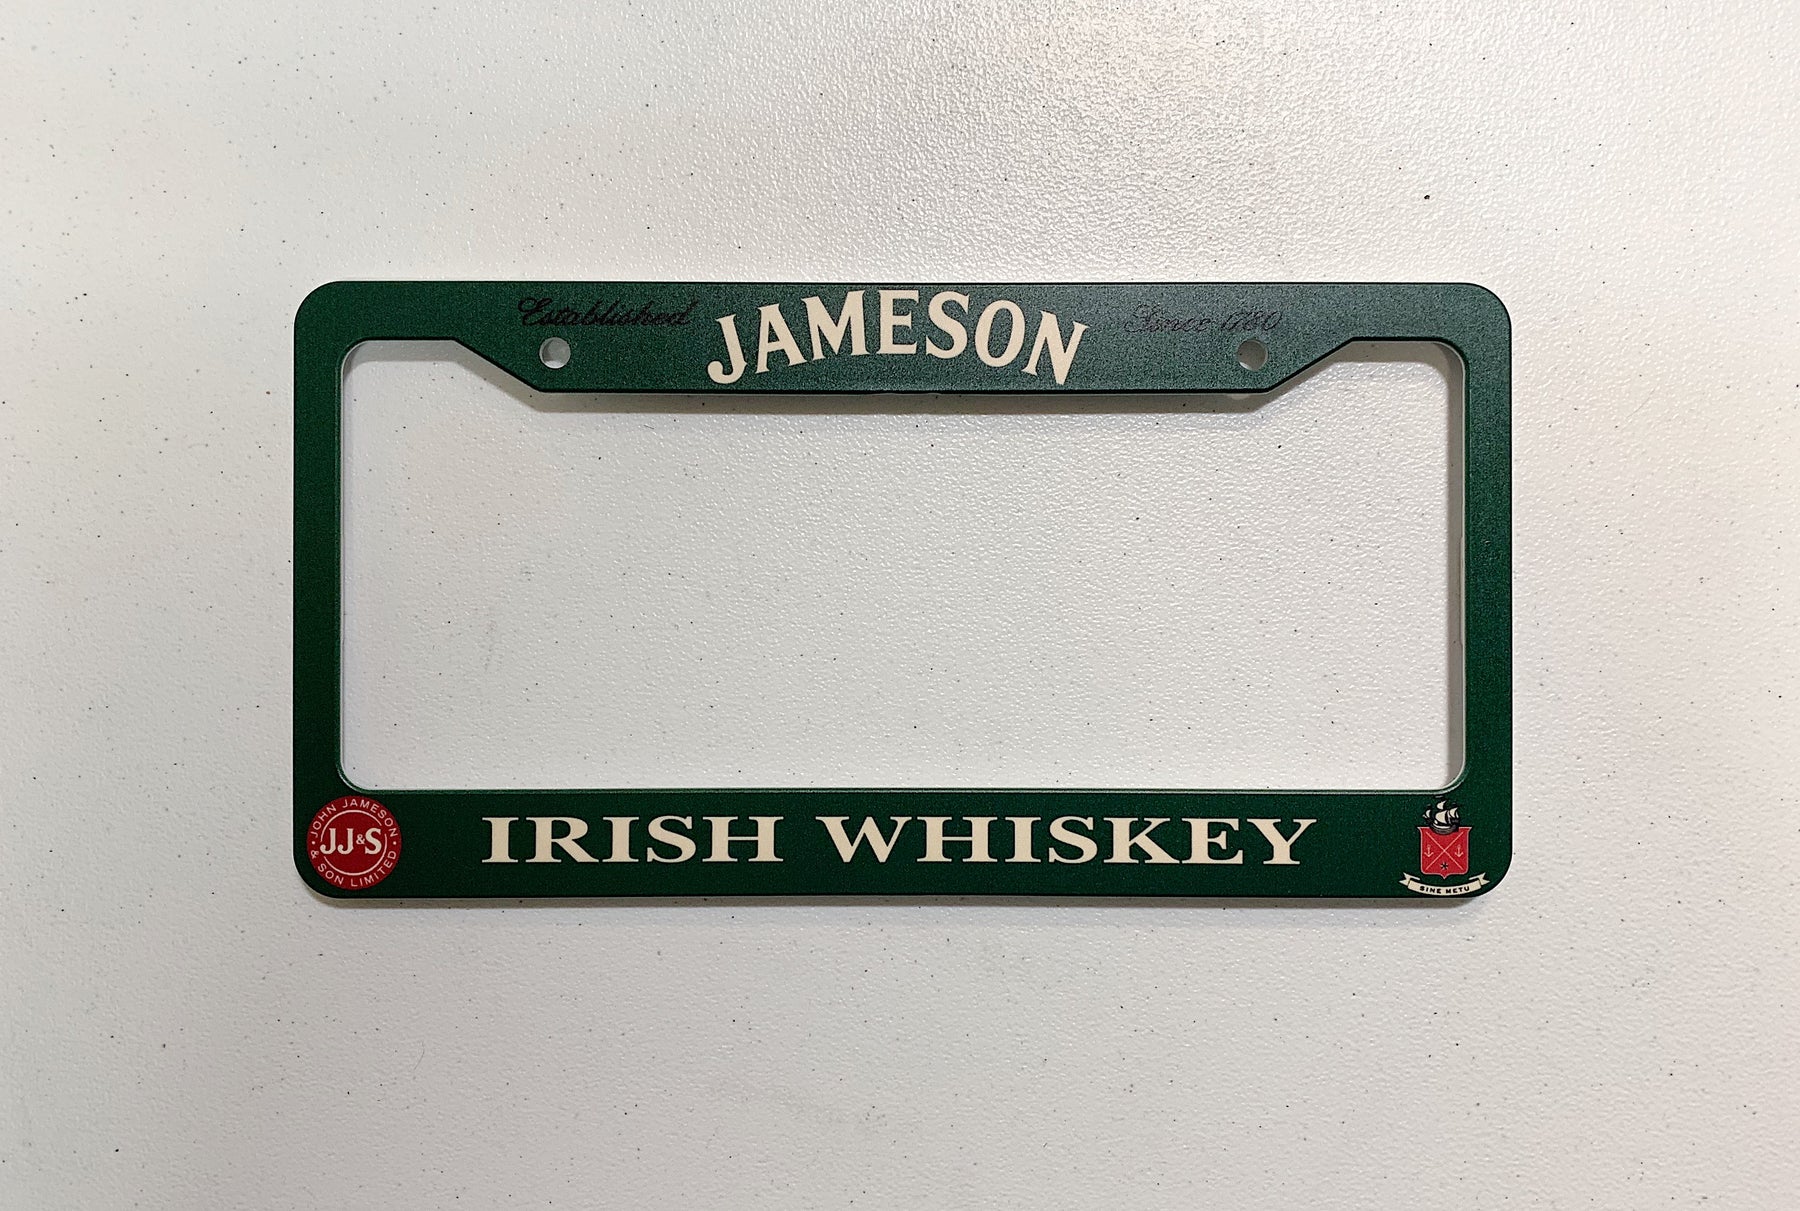 Established JAMESON Since 1780
JOHN JAMESON
JJ&S
& SON LIMITED
IRISH WHISKEY
SINE METU